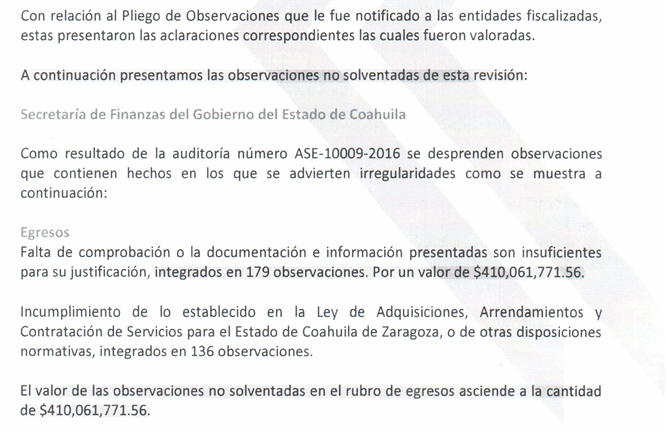 Con relación al Pliego de Observaciones que le fue notificado a las entidades fiscalizadas,
estas presentaron las aclaraciones correspondientes las cuales fueron valoradas.
A continuación presentamos las observaciones no solventadas de esta revisión:
Secretaría de Finanzas del Gobierno del Estado de Coahuila
Como resultado de la auditoría número ASE-10009-2016 se desprenden observaciones
que contienen hechos en los que se advierten irregularidades como se muestra a
continuación:
Egresos
Falta de comprobación o la documentación e información presentadas son insuficientes
para su justificación, integrados en 179 observaciones. Por un valor de $410,061,771.56.
Incumplimiento de lo establecido en la Ley de Adquisiciones, Arrendamientos y
Contratación de Servicios para el Estado de Coahuila de Zaragoza, o de otras disposiciones
normativas, integrados en 136 observaciones.
El valor de las observaciones no solventadas en el rubro de egresos asciende a la cantidad
de $410,061,771.56.